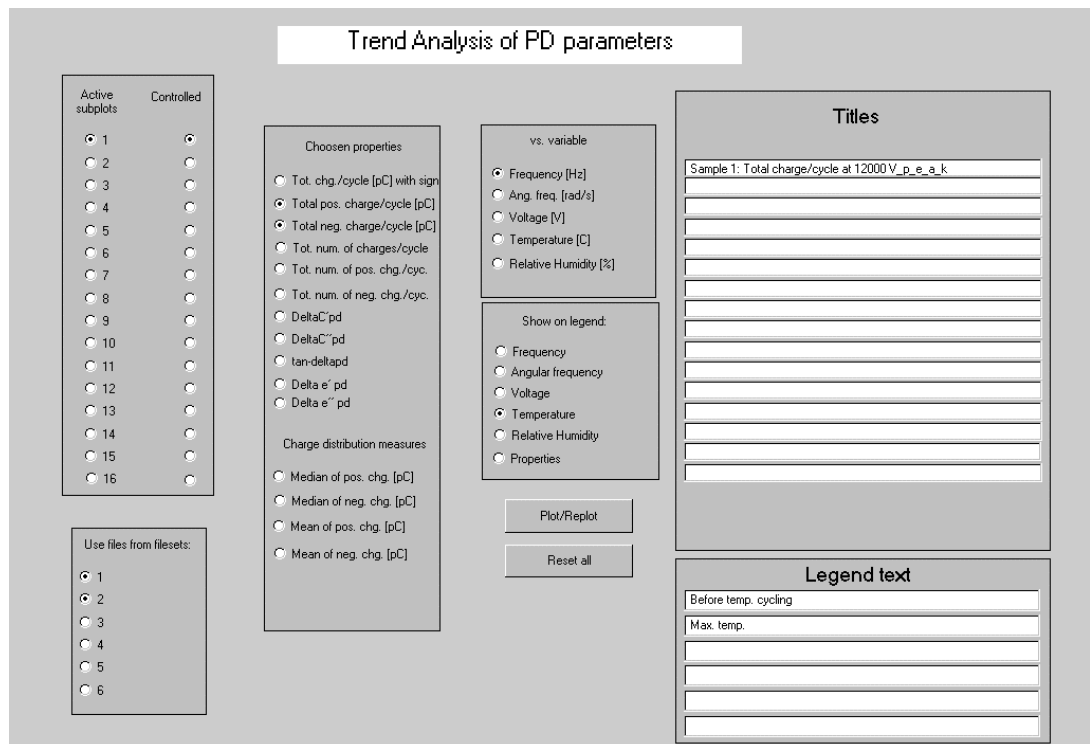 Trend Analysis of PD parameters
Active subplots
Controlled
1
2
3
4
5
6
7
8
9
10
11
12
13
14
15
16
Use files from filesets:
1
2
3
4
5
6
Choosen properties
Tot. chg./cycle [pC] with sign
Total pos. charge/cycle [pC]
Total neg. charge/cycle [pC]
Tot. num. of charges/cycle
Tot. num. of pos. chg./cyc.
Tot. num. of neg. chg./cyc.
DeltaC´pd
DeltaC´´pd
tan-deltapd
Delta e´ pd
Delta e´´ pd
Charge distribution measures
Median of pos. chg. [pC]
Median of neg. chg. [pC]
Mean of pos. chg. [pC]
Mean of neg. chg. [pC]
vs. variable
Frequency [Hz]
Ang. freq. [rad/s]
Voltage [V]
Temperature [C]
Relative Humidity [%]
Show on legend:
Frequency
Angular frequency
Voltage
Temperature
Relative Humidity
Properties
Plot/Replot
Reset all
Titles
Sample 1: Total charge/cycle at 12000 V_p_e_a_k
Legend text
Before temp. cycling
Max. temp.